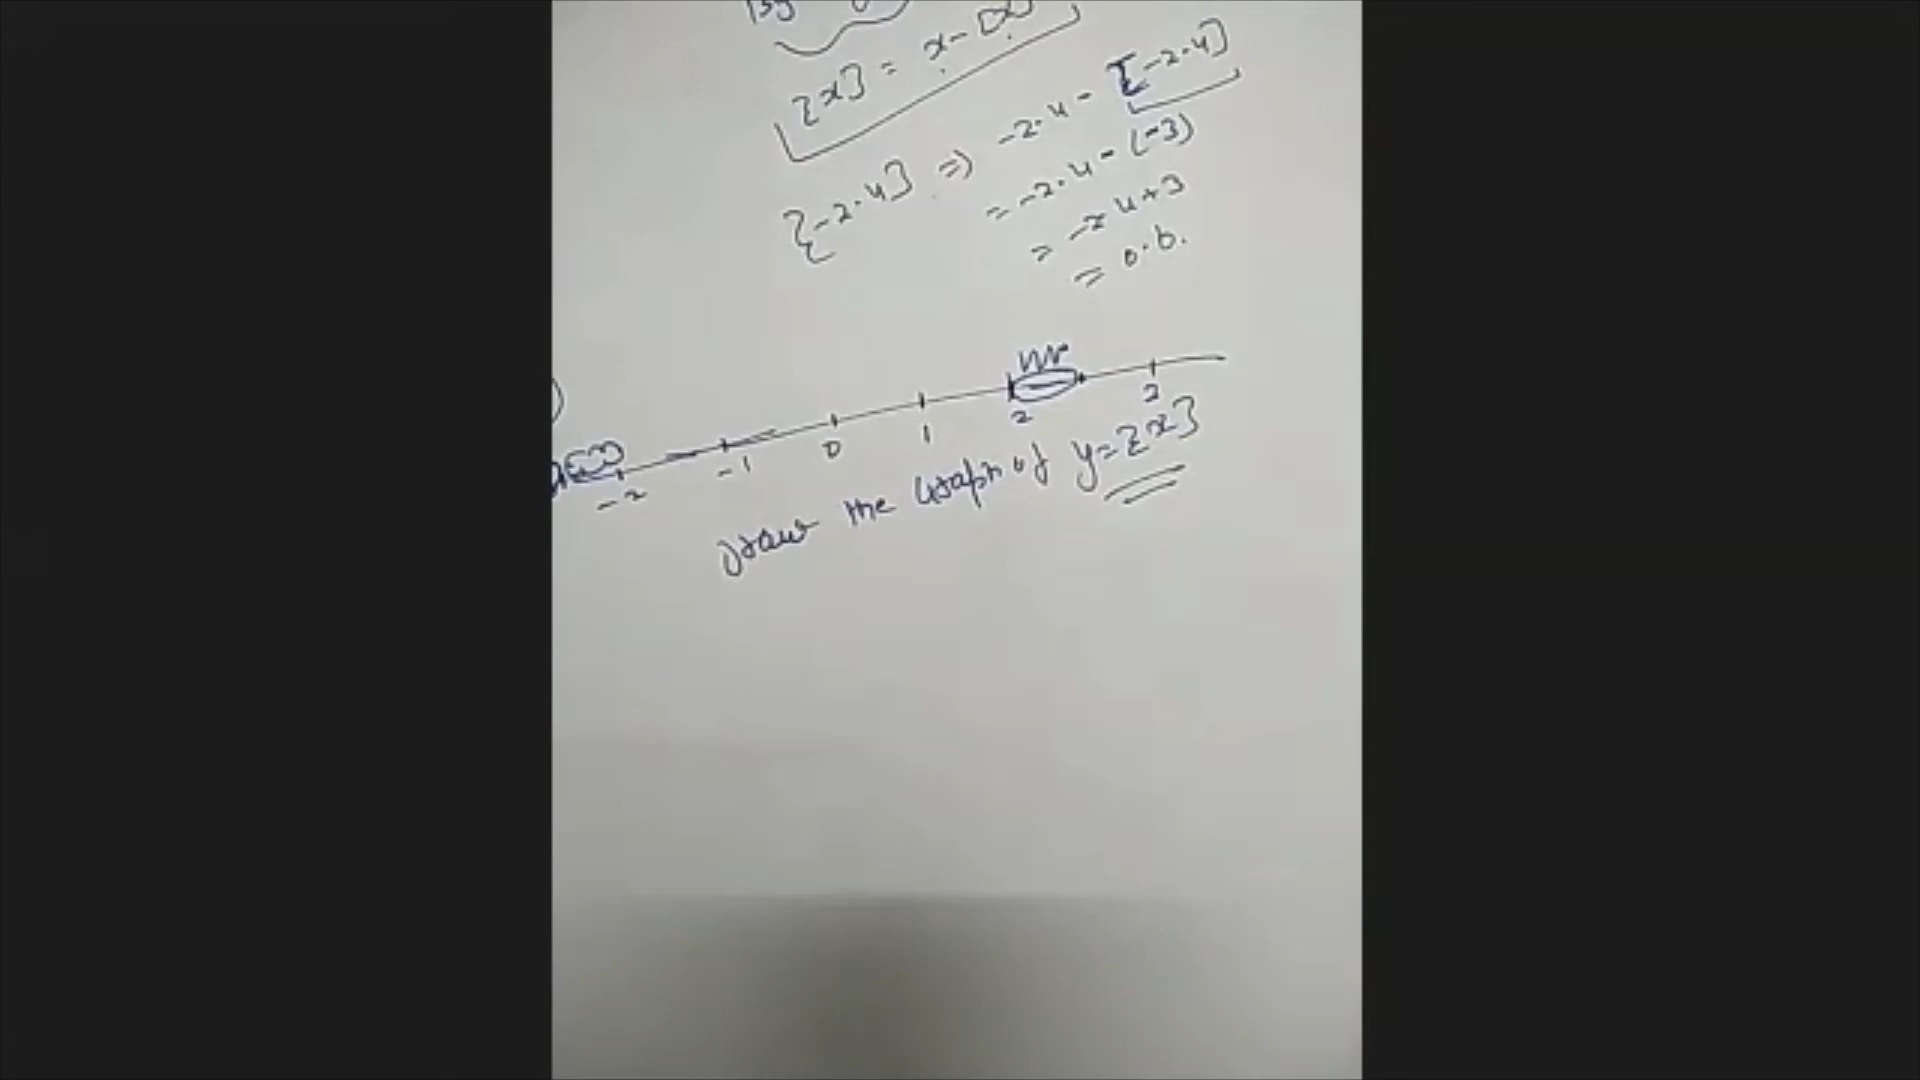 {x} = x - [x]
{-2.4} => -2.4 - [-2.4]
= -2.4 - (-3)
= -2.4+3
= 0.6.
-2 -1 0 1 2 3
Draw the Graph of y={x}